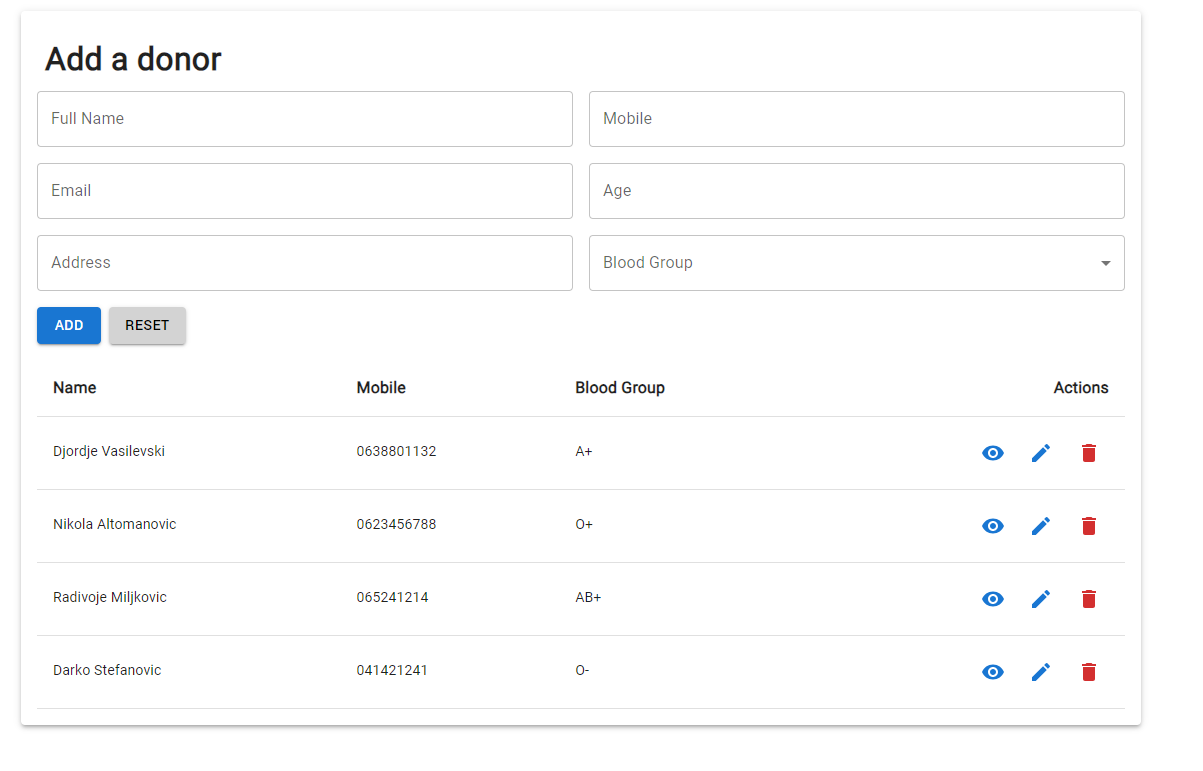 Add a donor
Full Name Mobile
Email Age
Address Blood Group
ADD RESET
Name Mobile Blood Group Actions
Djordje Vasilevski 0638801132 A+
Nikola Altomanovic 0623456788 O+
Radivoje Miljkovic 065241214 AB+
Darko Stefanovic 041421241 O-